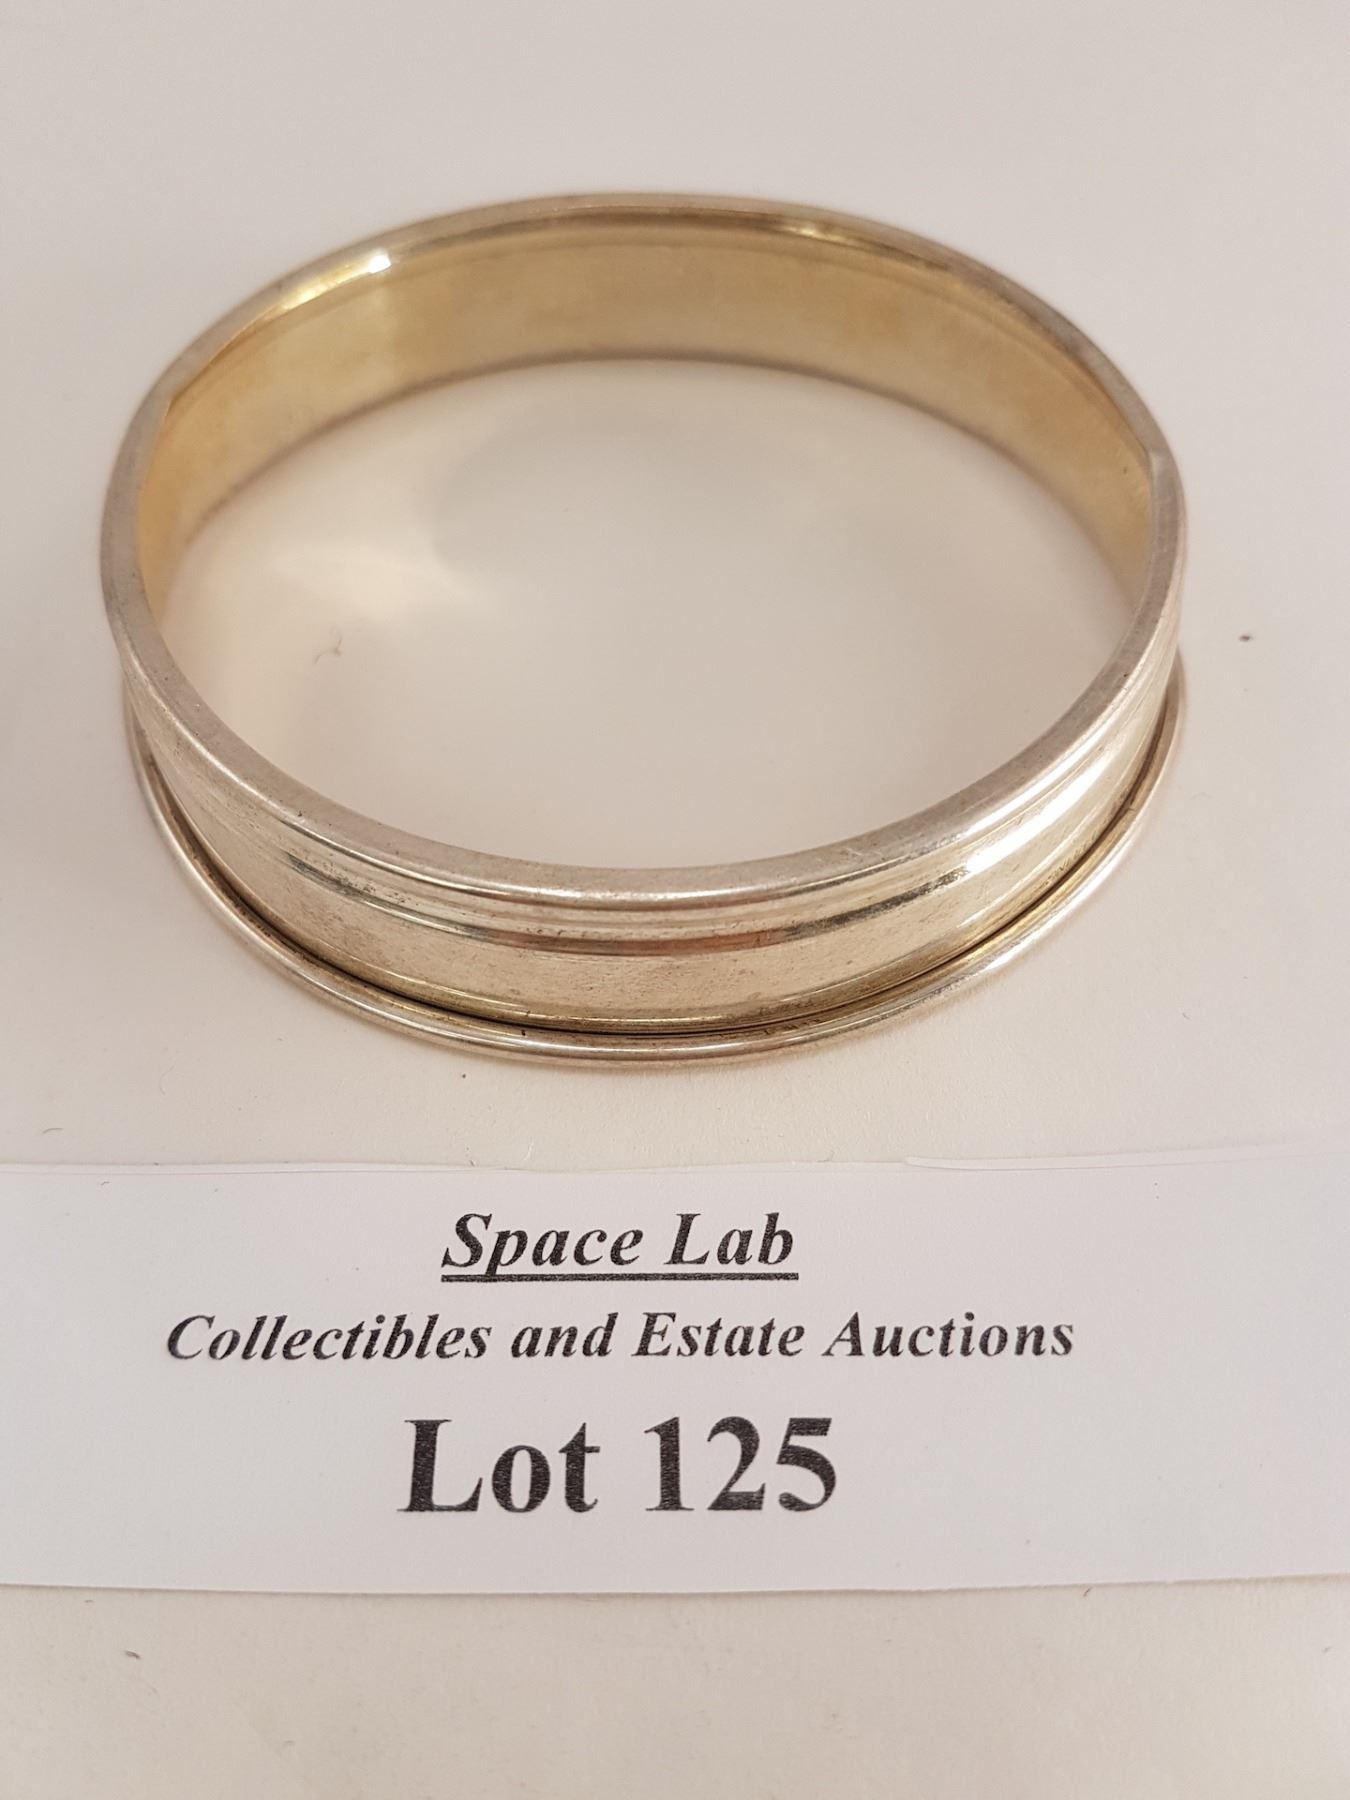 Space Lab
Collectibles and Estate Auctions
Lot 125